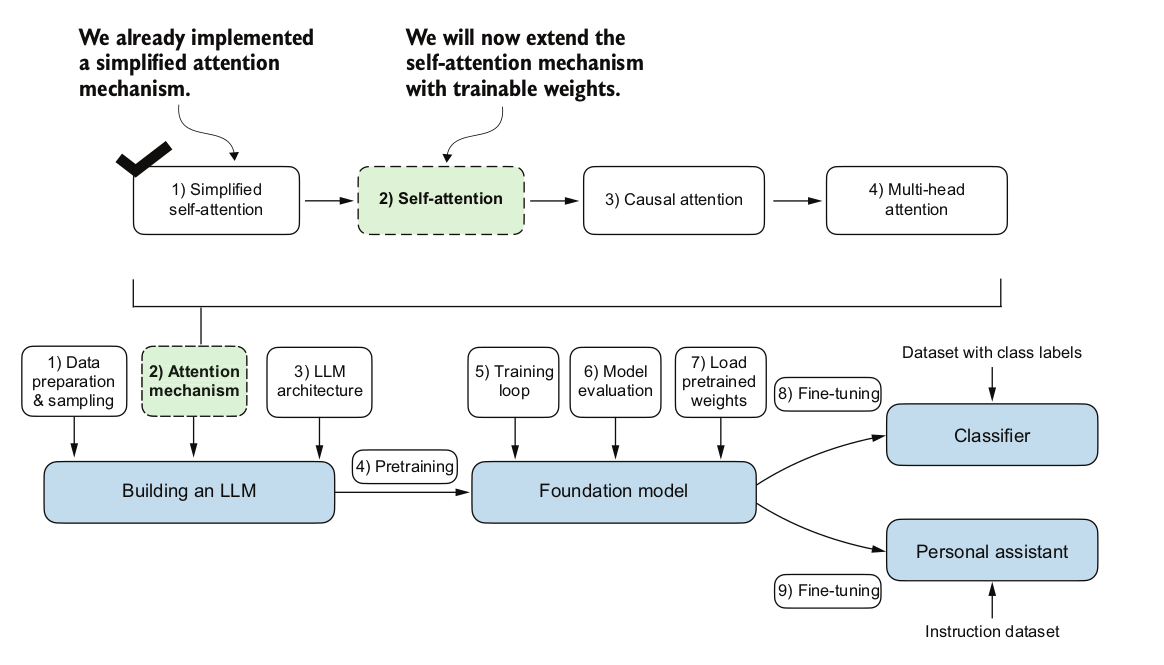 We already implemented
a simplified attention
mechanism.
We will now extend the
self-attention mechanism
with trainable weights.
1) Simplified
self-attention
2) Self-attention
3) Causal attention
4) Multi-head
attention
1) Data
preparation
& sampling
2) Attention
mechanism
3) LLM
architecture
5) Training
loop
6) Model
evaluation
7) Load
pretrained
weights
Dataset with class labels
8) Fine-tuning
Classifier
4) Pretraining
Building an LLM
Foundation model
Personal assistant
9) Fine-tuning
Instruction dataset